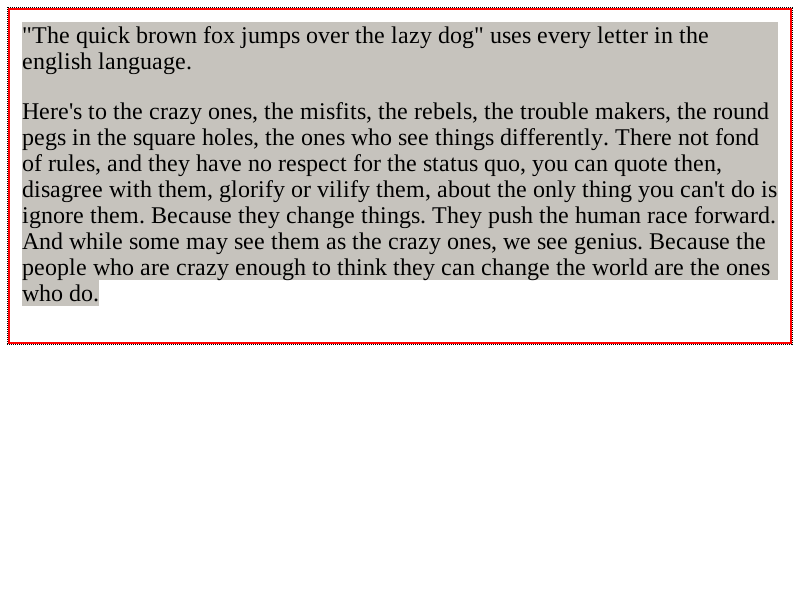 "The quick brown fox jumps over the lazy dog" uses every letter in the
english language.
Here's to the crazy ones, the misfits, the rebels, the trouble makers, the round
pegs in the square holes, the ones who see things differently. There not fond
of rules, and they have no respect for the status quo, you can quote then,
disagree with them, glorify or vilify them, about the only thing you can't do is
ignore them. Because they change things. They push the human race forward.
And while some may see them as the crazy ones, we see genius. Because the
people who are crazy enough to think they can change the world are the ones
who do.